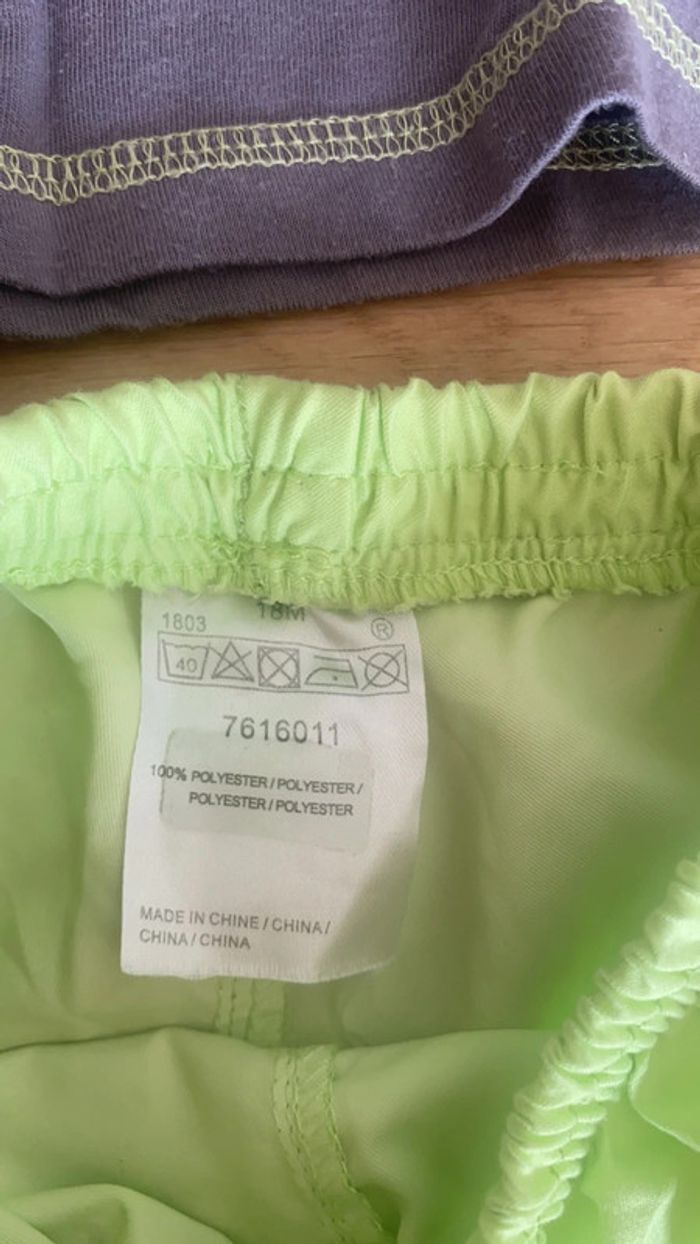 18M
1803
®
40
7616011
100% POLYESTER / POLYESTER /
POLYESTER / POLYESTER
MADE IN CHINE / CHINA /
CHINA / CHINA